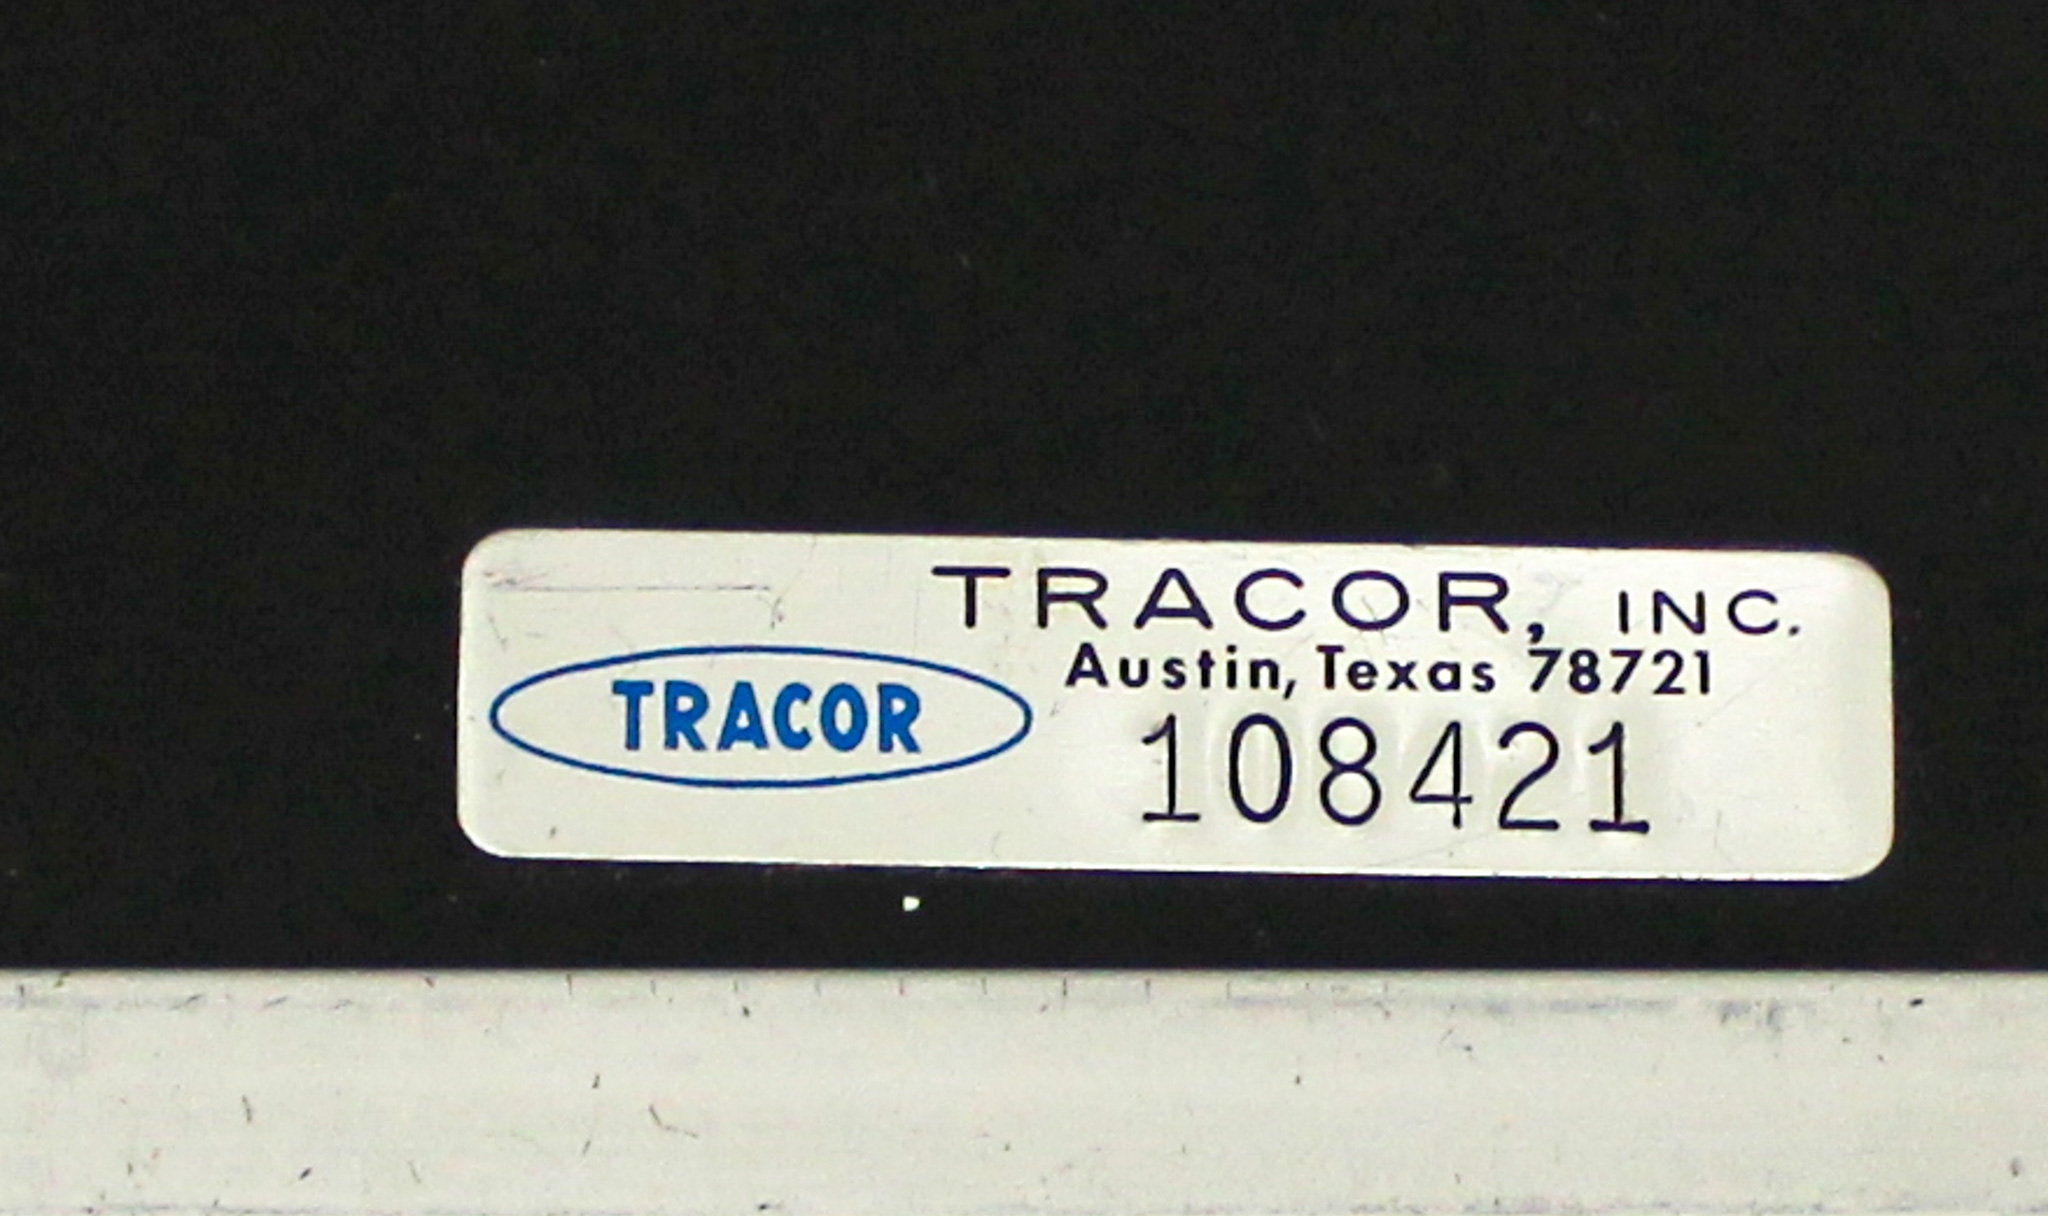 TRACOR, INC.
Austin, Texas 78721
TRACOR
108421